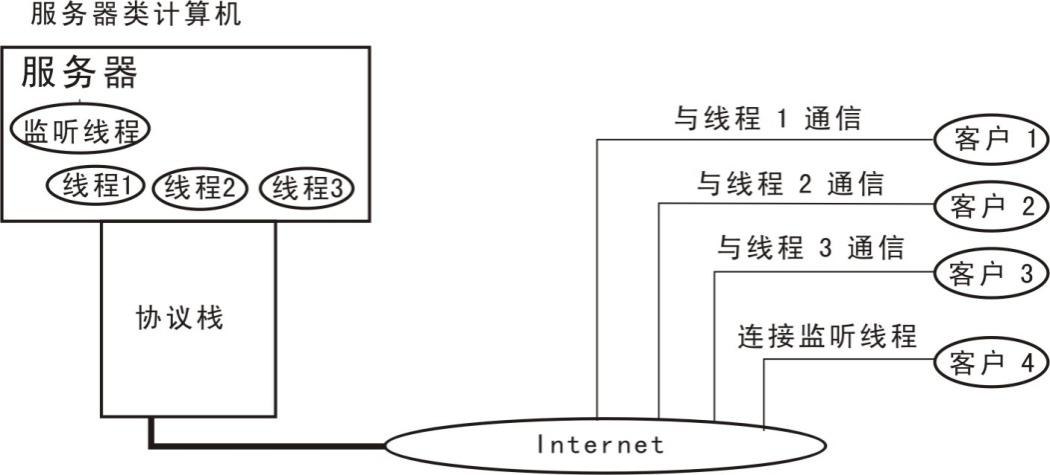 服务器类计算机
服务器
监听线程
线程1
线程2
线程3
协议栈
与线程 1 通信
客户 1
与线程 2 通信
客户 2
与线程 3 通信
客户 3
连接监听线程
客户 4
Internet